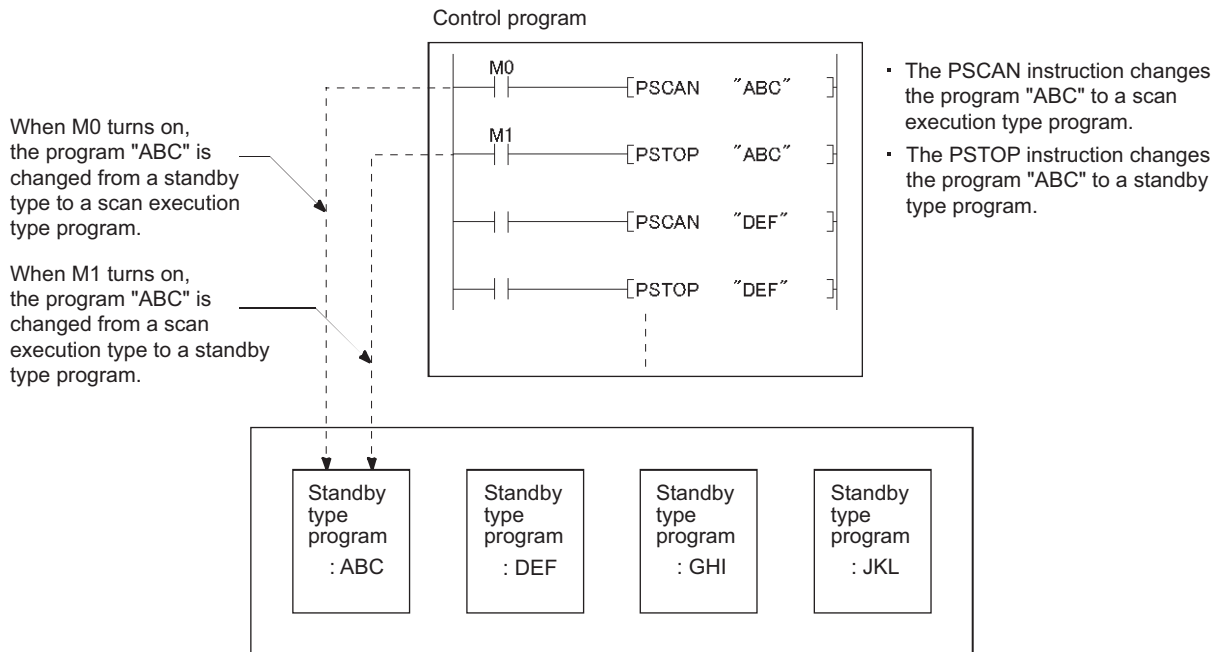 Control program
M0
[PSCAN "ABC" ]
M1
[PSTOP "ABC" ]
[PSCAN "DEF" ]
[PSTOP "DEF" ]
When M0 turns on,
the program "ABC" is
changed from a standby
type to a scan execution
type program.
When M1 turns on,
the program "ABC" is
changed from a scan
execution type to a standby
type program.
· The PSCAN instruction changes
the program "ABC" to a scan
execution type program.
· The PSTOP instruction changes
the program "ABC" to a standby
type program.
Standby
type
program
: ABC
Standby
type
program
: DEF
Standby
type
program
: GHI
Standby
type
program
: JKL